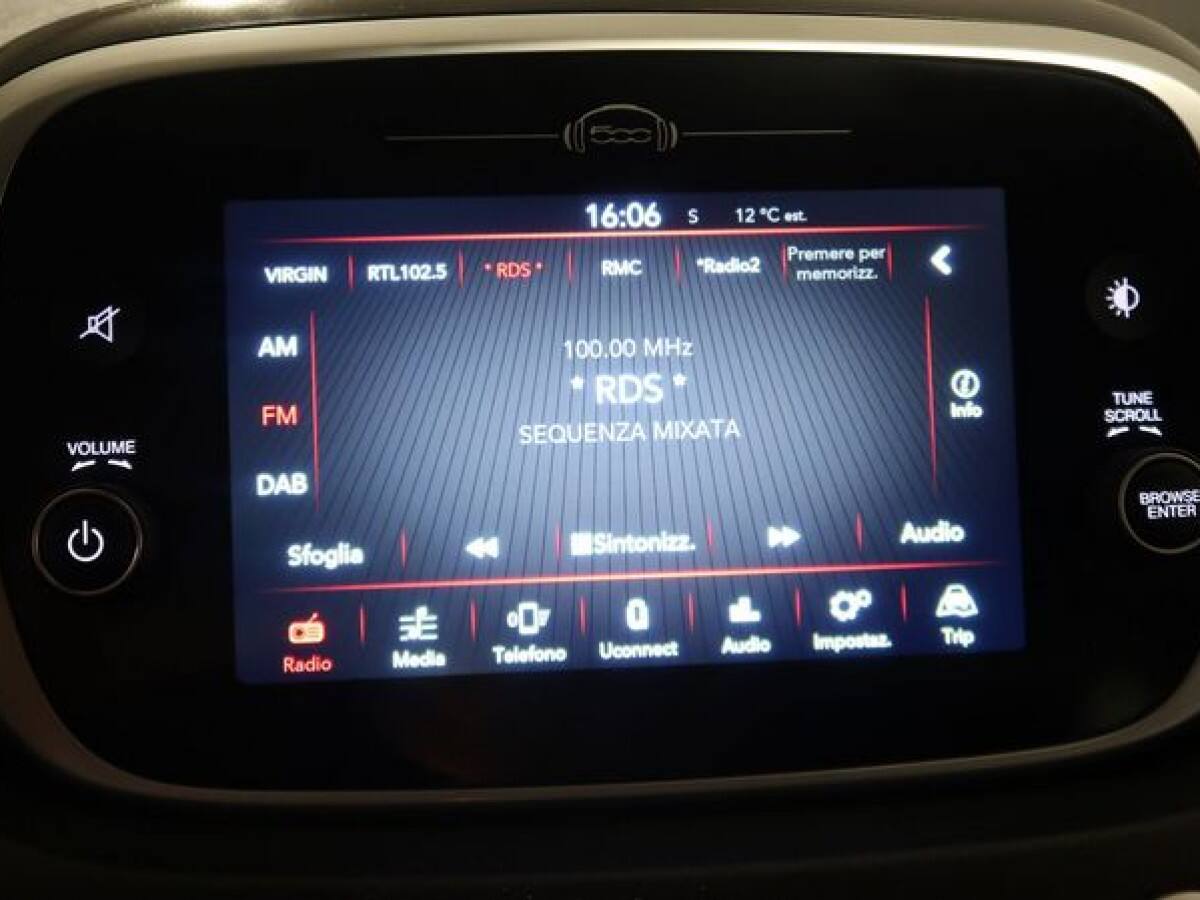 500
16:06 S 12 °C est.
VIRGIN RTL102.5 * RDS * RMC *Radio2 Premere per
memorizz.
AM
100.00 MHz
FM
* RDS *
Info
SEQUENZA MIXATA
TUNE
SCROLL
VOLUME
DAB
BROWSE
ENTER
Sfoglia Sintonizz. Audio
Radio Media Telefono Uconnect Audio Impostaz. Trip